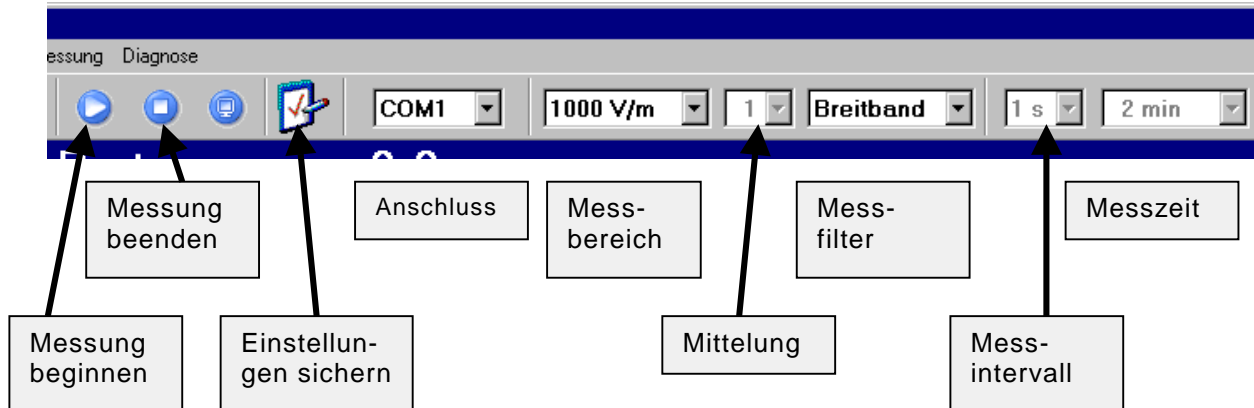 essung Diagnose
COM1 1000 V/m 1 Breitband 1 s 2 min
Messung
beenden
Anschluss
Mess-
bereich
Mess-
filter
Messzeit
Messung
beginnen
Einstellun-
gen sichern
Mittelung
Mess-
intervall